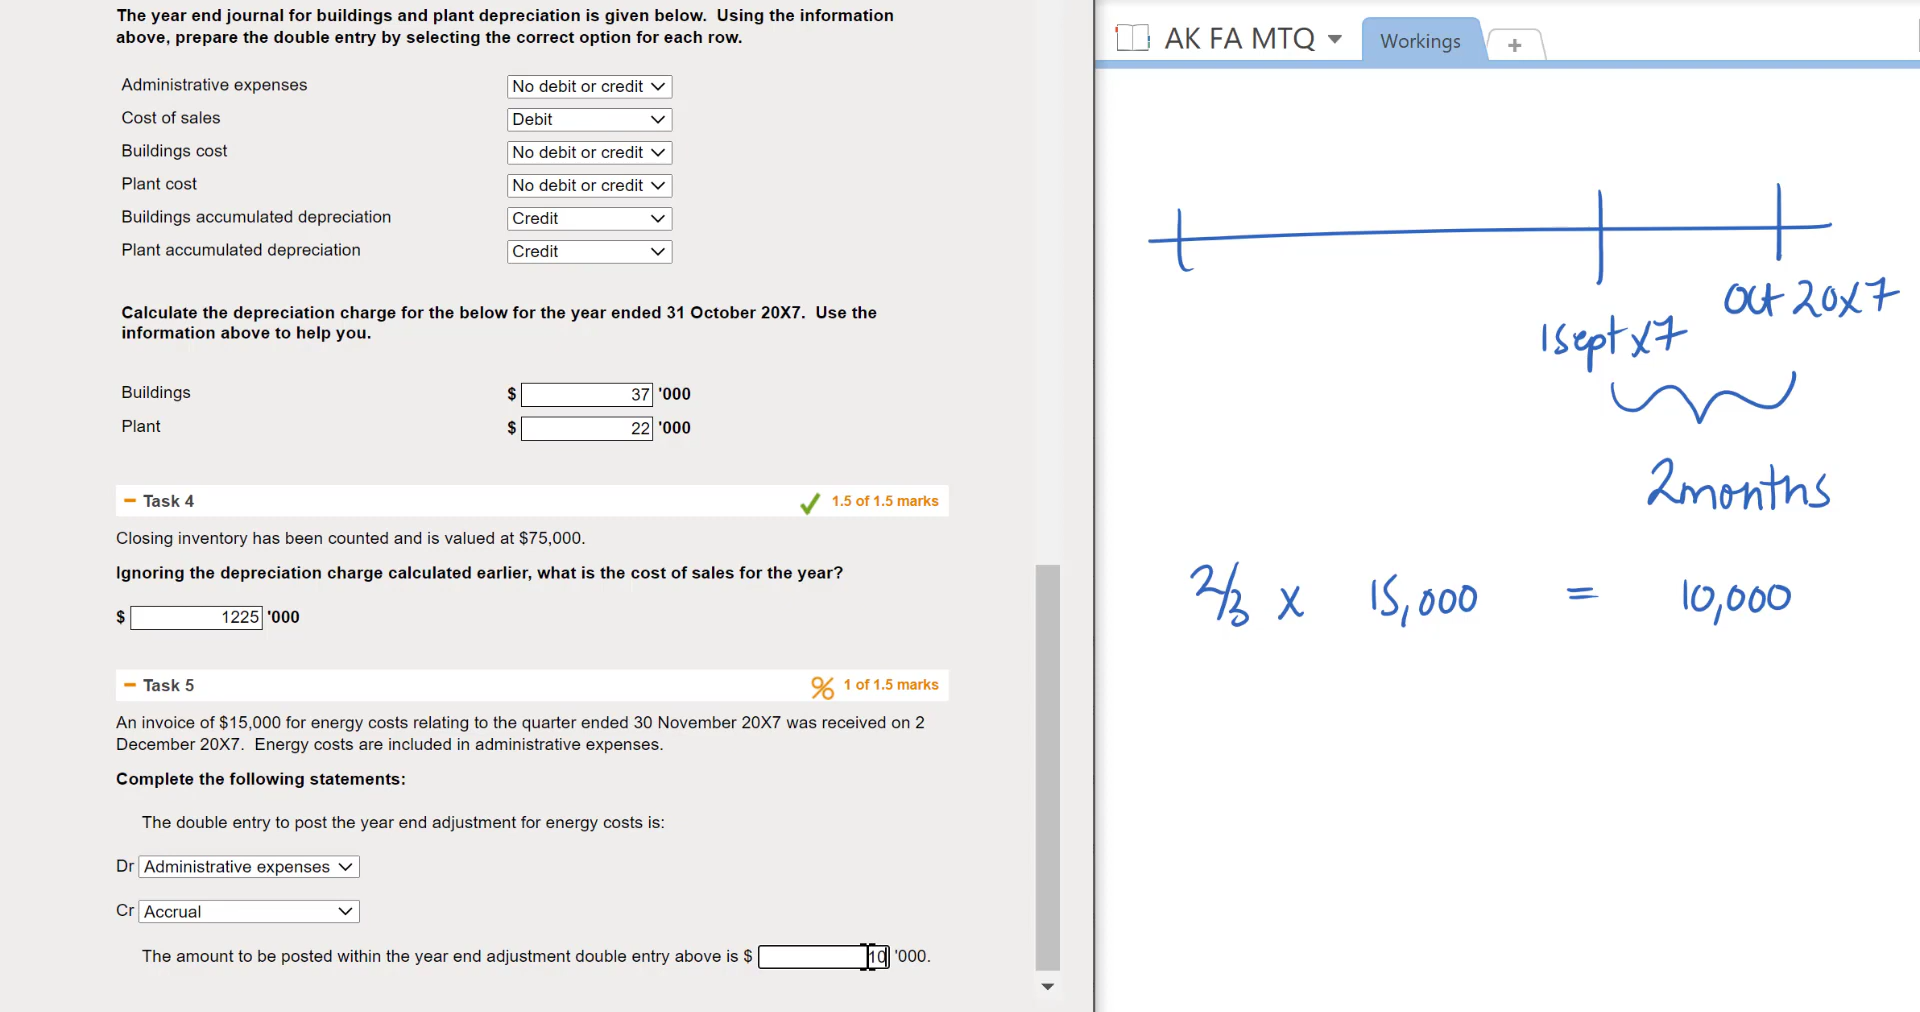 The year end journal for buildings and plant depreciation is given below. Using the information
above, prepare the double entry by selecting the correct option for each row.
Administrative expenses No debit or credit
Cost of sales Debit
Buildings cost No debit or credit
Plant cost No debit or credit
Buildings accumulated depreciation Credit
Plant accumulated depreciation Credit
Calculate the depreciation charge for the below for the year ended 31 October 20X7. Use the
information above to help you.
Buildings $ 37 '000
Plant $ 22 '000
Task 4 1.5 of 1.5 marks
Closing inventory has been counted and is valued at $75,000.
Ignoring the depreciation charge calculated earlier, what is the cost of sales for the year?
$ 1225 '000
Task 5 % 1 of 1.5 marks
An invoice of $15,000 for energy costs relating to the quarter ended 30 November 20X7 was received on 2
December 20X7. Energy costs are included in administrative expenses.
Complete the following statements:
The double entry to post the year end adjustment for energy costs is:
Dr Administrative expenses
Cr Accrual
The amount to be posted within the year end adjustment double entry above is $ 10 '000.
AK FA MTQ Workings +
Oct 20x7
1 sept x7
2 months
2/3 x 15,000 = 10,000